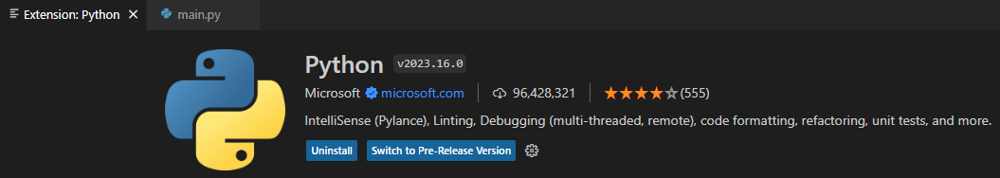 Extension: Python main.py
Python v2023.16.0
Microsoft microsoft.com 96,428,321 (555)
IntelliSense (Pylance), Linting, Debugging (multi-threaded, remote), code formatting, refactoring, unit tests, and more.
Uninstall Switch to Pre-Release Version